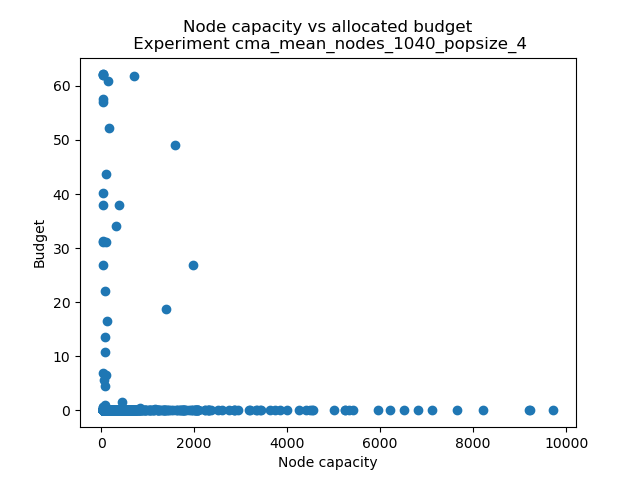 Node capacity vs allocated budget
Experiment cma_mean_nodes_1040_popsize_4
60
50
40
30
20
10
0
Budget
0 2000 4000 6000 8000 10000
Node capacity